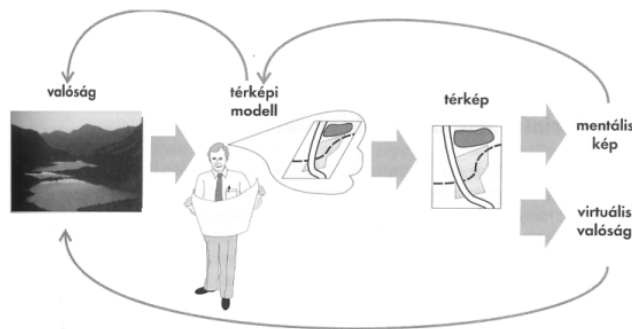 valóság
térképi
modell
térkép
mentális
kép
virtuális
valóság